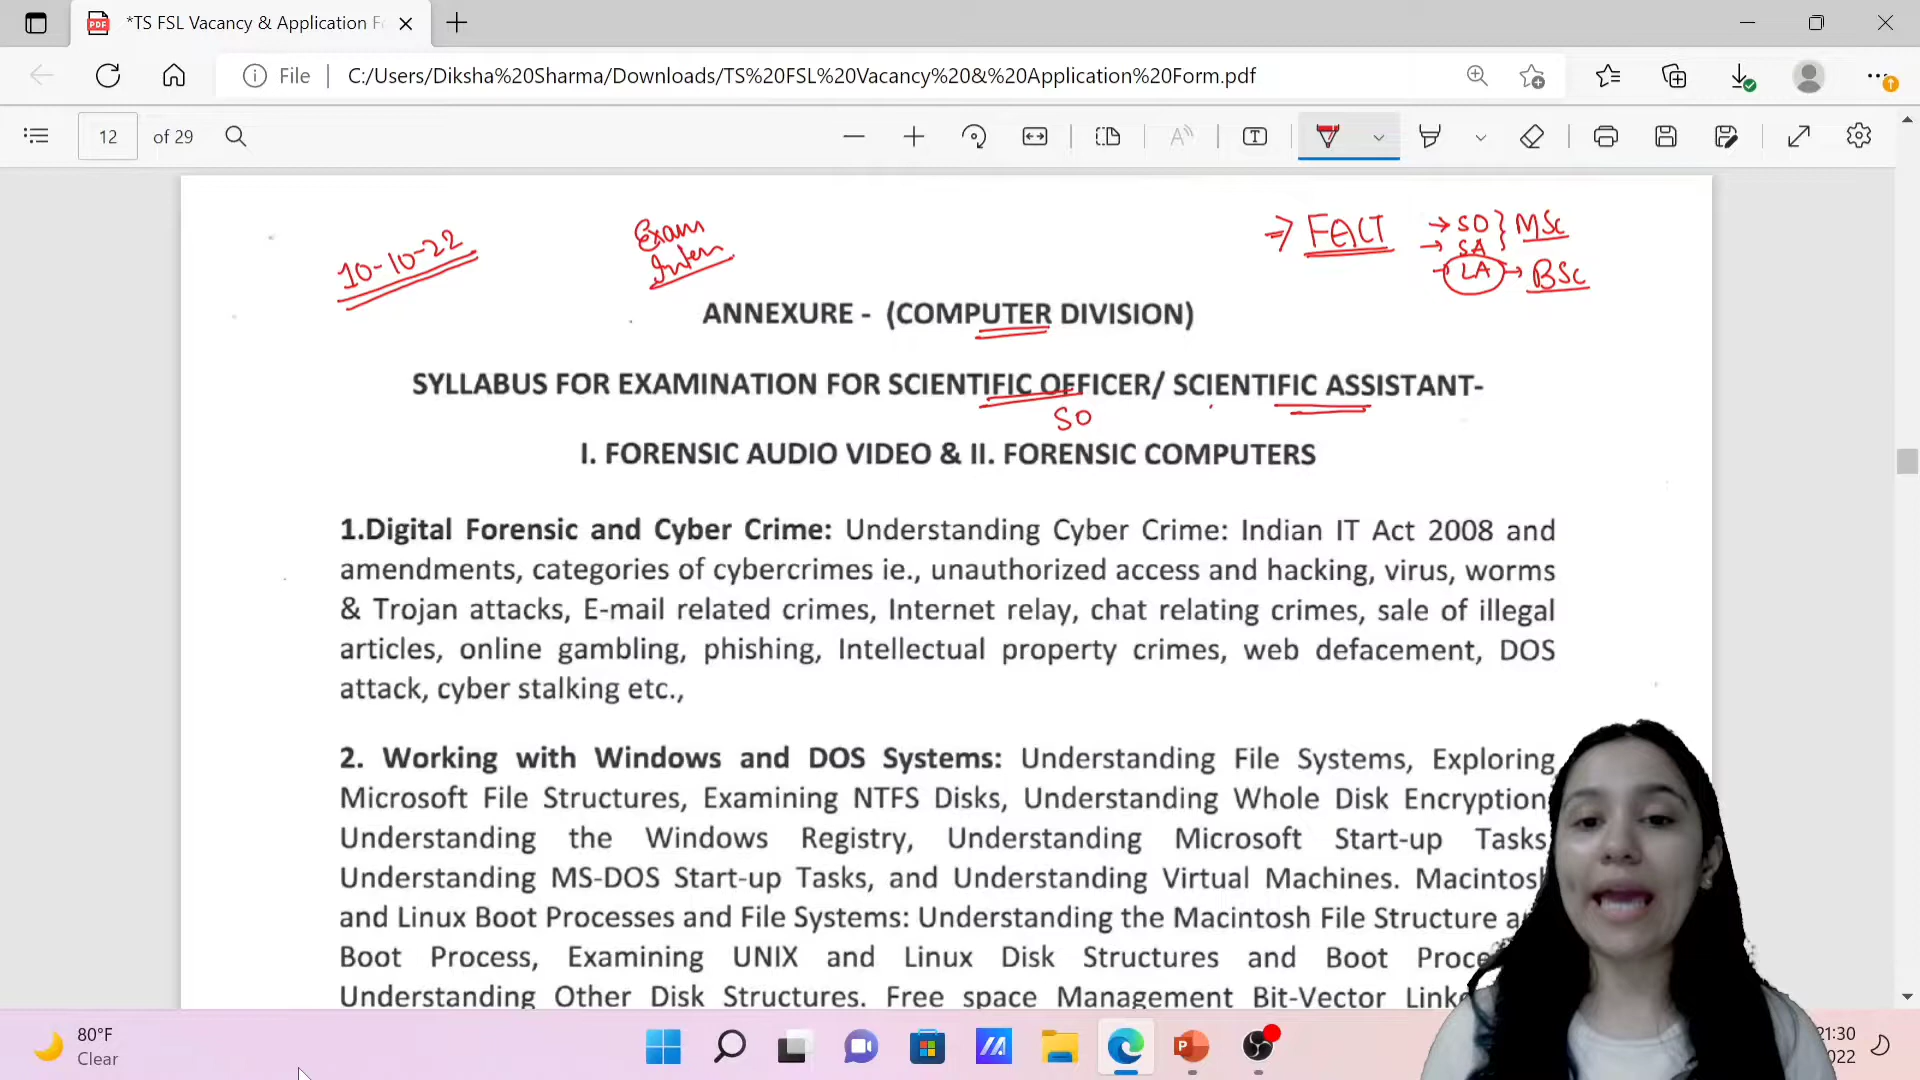 *TS FSL Vacancy & Application F
File
C:/Users/Diksha%20Sharma/Downloads/TS%20FSL%20Vacancy%20&%20Application%20Form.pdf
12 of 29
10-10-22
Exam
⇒ FACT
→ SO } MSc
→ SA
→ LA → BSc
ANNEXURE - (COMPUTER DIVISION)
SYLLABUS FOR EXAMINATION FOR SCIENTIFIC OFFICER/ SCIENTIFIC ASSISTANT-
SO
I. FORENSIC AUDIO VIDEO & II. FORENSIC COMPUTERS
1.Digital Forensic and Cyber Crime: Understanding Cyber Crime: Indian IT Act 2008 and
amendments, categories of cybercrimes ie., unauthorized access and hacking, virus, worms
& Trojan attacks, E-mail related crimes, Internet relay, chat relating crimes, sale of illegal
articles, online gambling, phishing, Intellectual property crimes, web defacement, DOS
attack, cyber stalking etc.,
2. Working with Windows and DOS Systems: Understanding File Systems, Exploring
Microsoft File Structures, Examining NTFS Disks, Understanding Whole Disk Encryption
Understanding the Windows Registry, Understanding Microsoft Start-up Tasks
Understanding MS-DOS Start-up Tasks, and Understanding Virtual Machines. Macintosh
and Linux Boot Processes and File Systems: Understanding the Macintosh File Structure a
Boot Process, Examining UNIX and Linux Disk Structures and Boot Proce
Understanding Other Disk Structures. Free space Management Bit-Vector Link
80°F
Clear
21:30
022